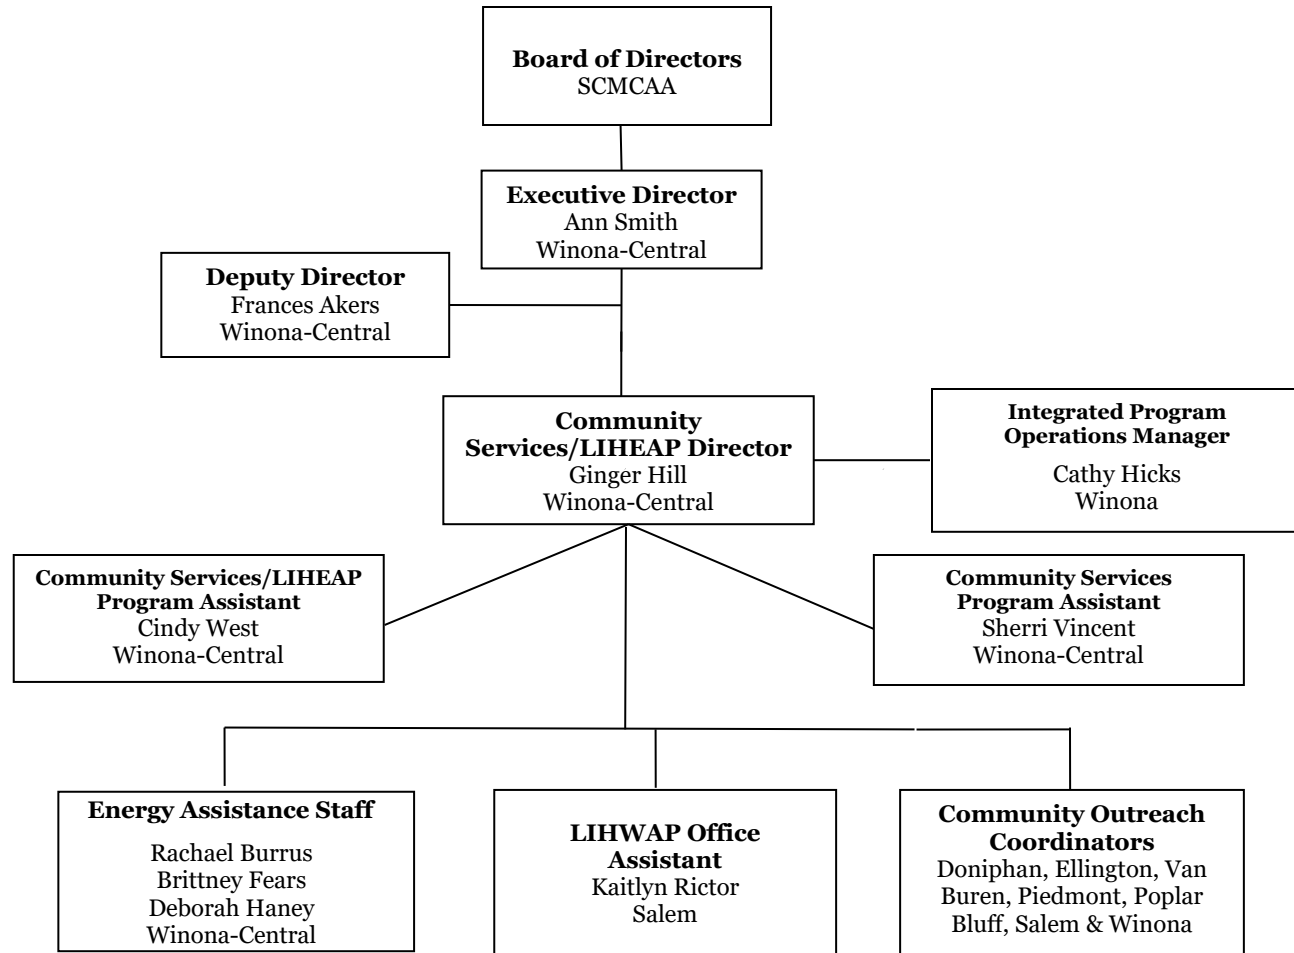 Board of Directors
SCMCAA
Executive Director
Ann Smith
Winona-Central
Deputy Director
Frances Akers
Winona-Central
Community
Services/LIHEAP Director
Ginger Hill
Winona-Central
Integrated Program
Operations Manager
Cathy Hicks
Winona
Community Services/LIHEAP
Program Assistant
Cindy West
Winona-Central
Community Services
Program Assistant
Sherri Vincent
Winona-Central
Energy Assistance Staff
Rachael Burrus
Brittney Fears
Deborah Haney
Winona-Central
LIHWAP Office
Assistant
Kaitlyn Rictor
Salem
Community Outreach
Coordinators
Doniphan, Ellington, Van
Buren, Piedmont, Poplar
Bluff, Salem & Winona